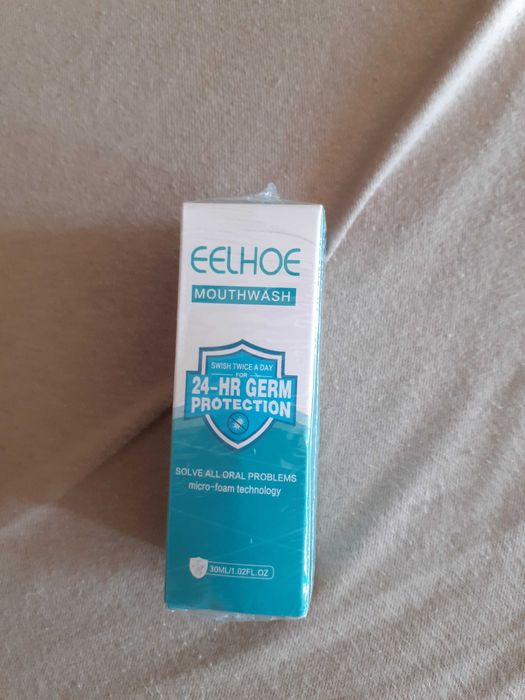 EELHOE
MOUTHWASH
SWISH TWICE A DAY
FOR
24-HR GERM
PROTECTION
SOLVE ALL ORAL PROBLEMS
micro-foam technology
30ML/1.02FL.OZ